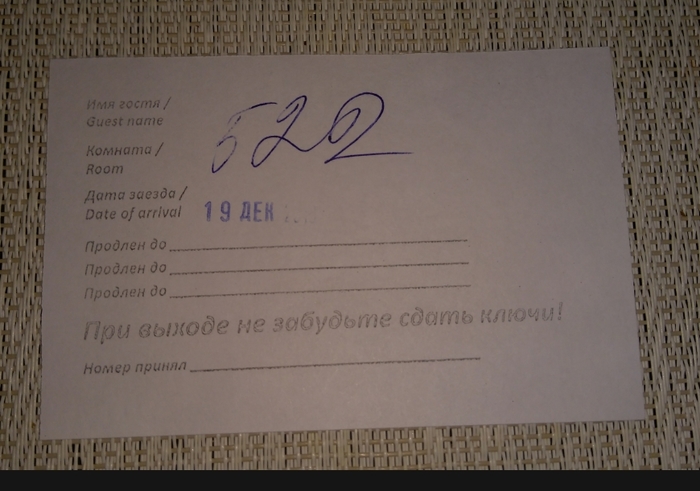 Имя гостя /
Guest name
522
Комната /
Room
Дата заезда /
Date of arrival 19 ДЕК
Продлен до
Продлен до
Продлен до
При выходе не забудьте сдать ключи!
Номер принял